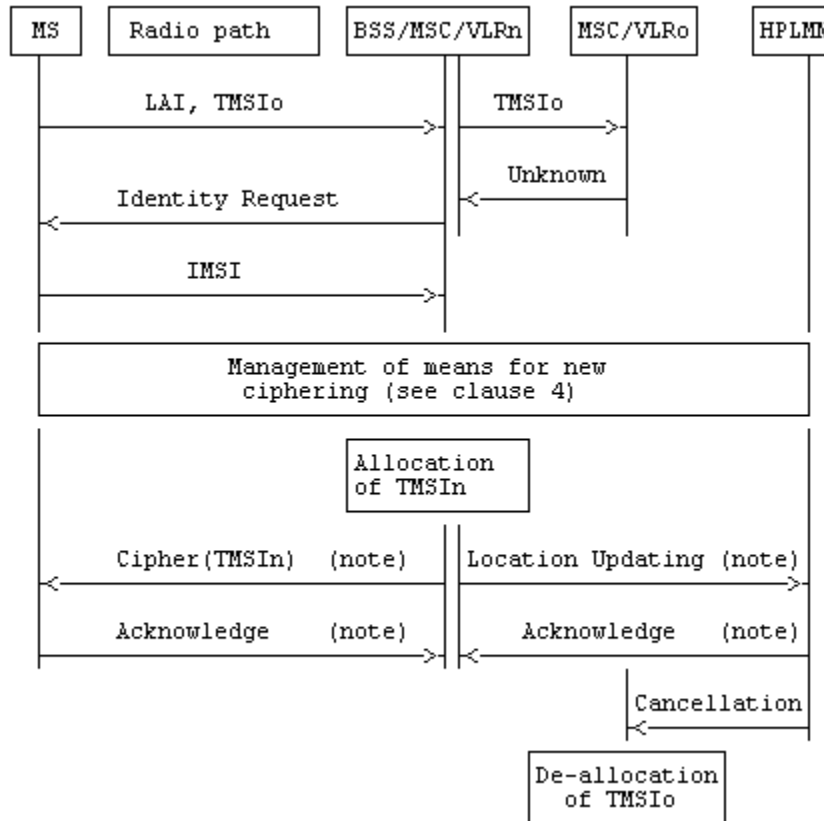 MS
Radio path
BSS/MSC/VLRn
MSC/VLRo
HPLMN
LAI, TMSIo
TMSIo
Unknown
Identity Request
IMSI
Management of means for new
ciphering (see clause 4)
Allocation
of TMSIn
Cipher(TMSIn) (note)
Location Updating (note)
Acknowledge (note)
Acknowledge (note)
Cancellation
De-allocation
of TMSIo